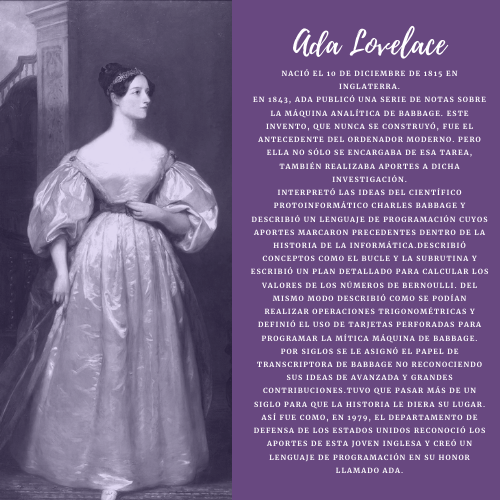 Ada Lovelace
NACIÓ EL 10 DE DICIEMBRE DE 1815 EN
INGLATERRA.
EN 1843, ADA PUBLICÓ UNA SERIE DE NOTAS SOBRE
LA MÁQUINA ANALÍTICA DE BABBAGE. ESTE
INVENTO, QUE NUNCA SE CONSTRUYÓ, FUE EL
ANTECEDENTE DEL ORDENADOR MODERNO. PERO
ELLA NO SÓLO SE ENCARGABA DE ESA TAREA,
TAMBIÉN REALIZABA APORTES A DICHA
INVESTIGACIÓN.
INTERPRETÓ LAS IDEAS DEL CIENTÍFICO
PROTOINFORMÁTICO CHARLES BABBAGE Y
DESCRIBIÓ UN LENGUAJE DE PROGRAMACIÓN CUYOS
APORTES MARCARON PRECEDENTES DENTRO DE LA
HISTORIA DE LA INFORMÁTICA.DESCRIBIÓ
CONCEPTOS COMO EL BUCLE Y LA SUBRUTINA Y
ESCRIBIÓ UN PLAN DETALLADO PARA CALCULAR LOS
VALORES DE LOS NÚMEROS DE BERNOULLI. DEL
MISMO MODO DESCRIBIÓ COMO SE PODÍAN
REALIZAR OPERACIONES TRIGONOMÉTRICAS Y
DEFINIÓ EL USO DE TARJETAS PERFORADAS PARA
PROGRAMAR LA MÍTICA MÁQUINA DE BABBAGE.
POR SIGLOS SE LE ASIGNÓ EL PAPEL DE
TRANSCRIPTORA DE BABBAGE NO RECONOCIENDO
SUS IDEAS DE AVANZADA Y GRANDES
CONTRIBUCIONES.TUVO QUE PASAR MÁS DE UN
SIGLO PARA QUE LA HISTORIA LE DIERA SU LUGAR.
ASÍ FUE COMO, EN 1979, EL DEPARTAMENTO DE
DEFENSA DE LOS ESTADOS UNIDOS RECONOCIÓ LOS
APORTES DE ESTA JOVEN INGLESA Y CREÓ UN
LENGUAJE DE PROGRAMACIÓN EN SU HONOR
LLAMADO ADA.